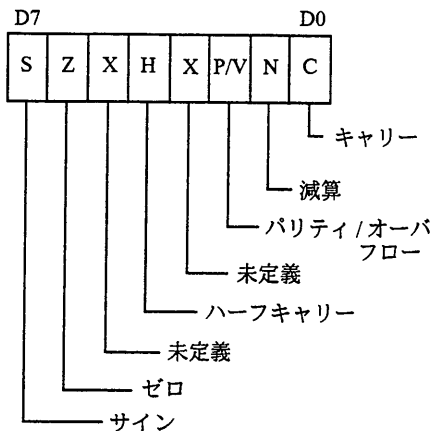 D7 D0
S Z X H X P/V N C
キャリー
減算
パリティ / オーバ
フロー
未定義
ハーフキャリー
未定義
ゼロ
サイン